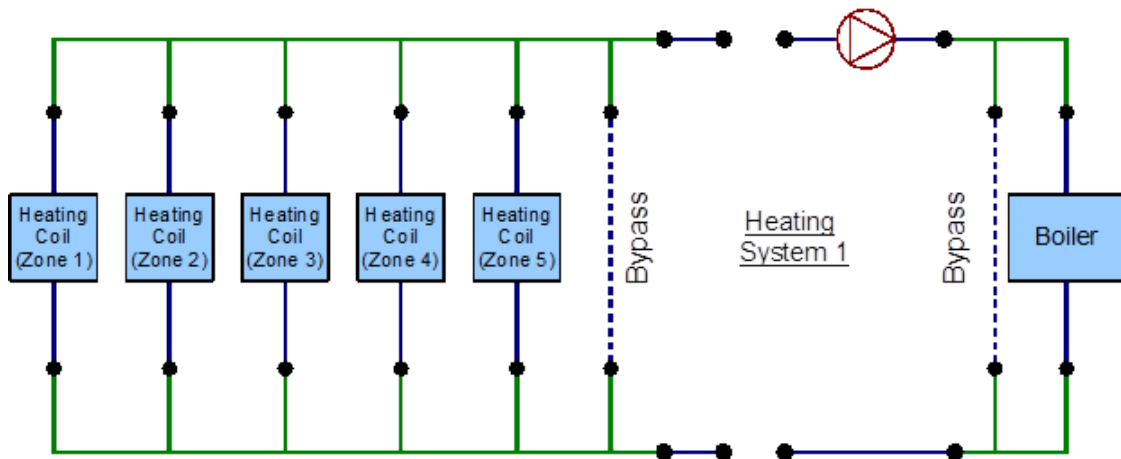 Heating
Coil
(Zone 1)
Heating
Coil
(Zone 2)
Heating
Coil
(Zone 3)
Heating
Coil
(Zone 4)
Heating
Coil
(Zone 5)
Bypass
Heating
System 1
Bypass
Boiler